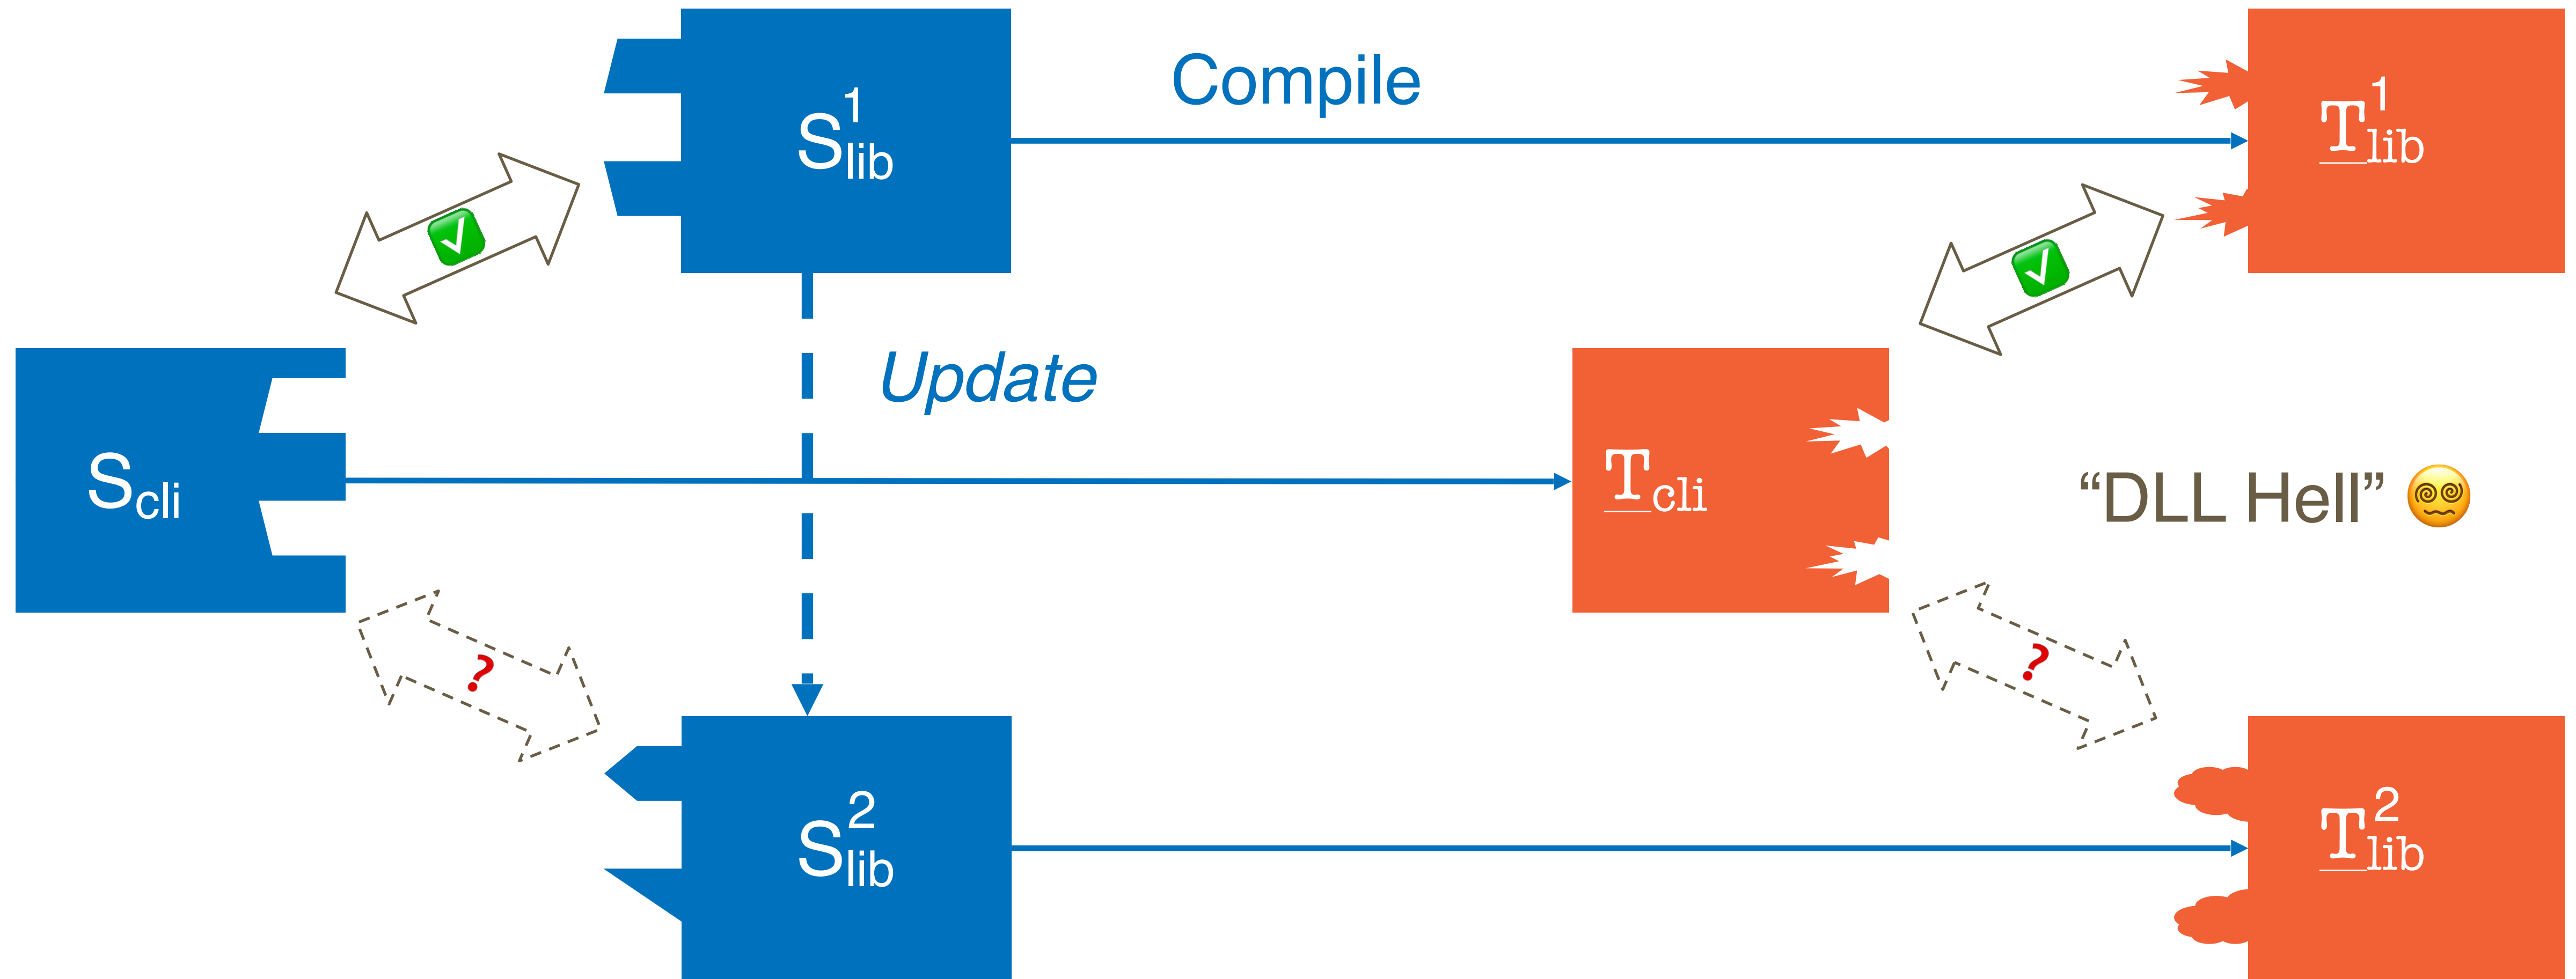 S¹lib
Compile
T¹lib
✅
✅
Update
Scli
Tcli
“DLL Hell” 😵‍💫
?
?
S²lib
T²lib